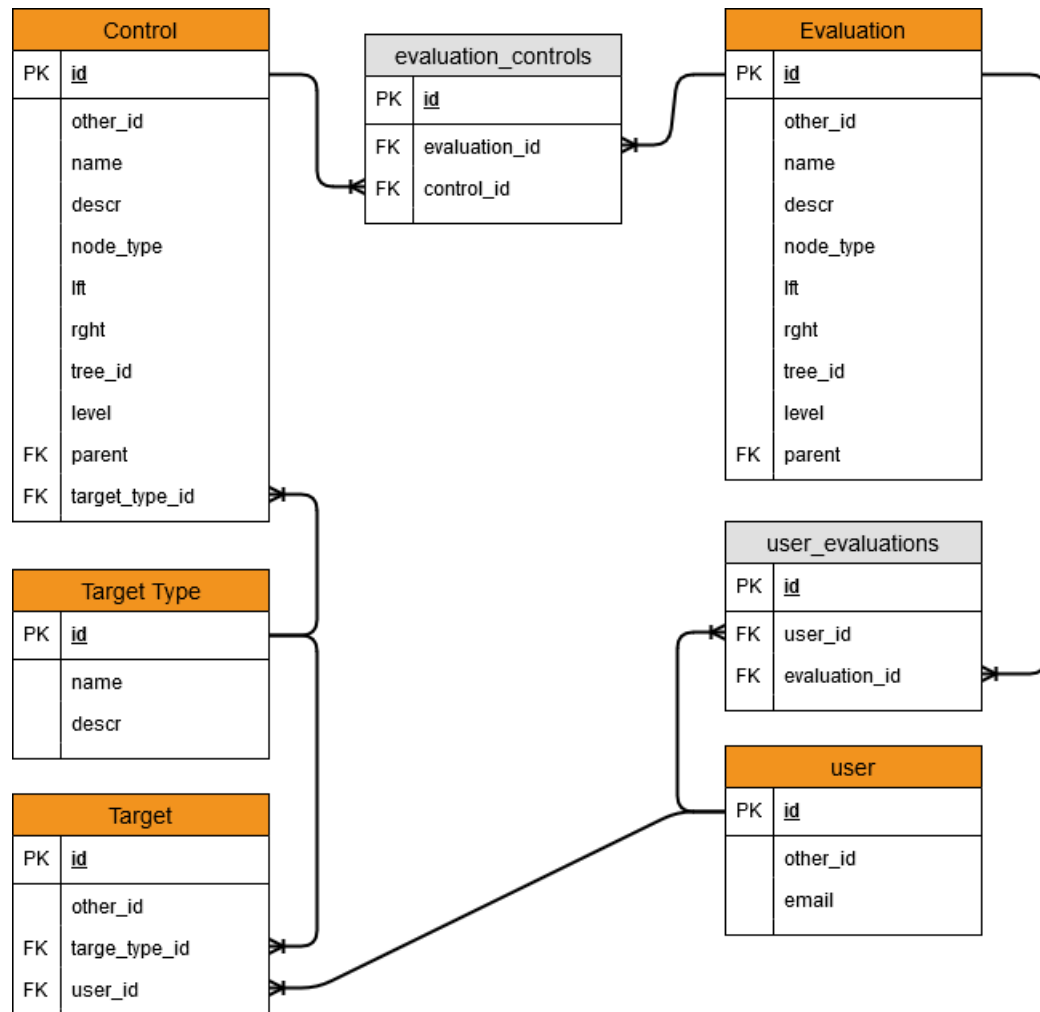 Control
PK id
other_id
name
descr
node_type
lft
rght
tree_id
level
FK parent
FK target_type_id
evaluation_controls
PK id
FK evaluation_id
FK control_id
Evaluation
PK id
other_id
name
descr
node_type
lft
rght
tree_id
level
FK parent
Target Type
PK id
name
descr
user_evaluations
PK id
FK user_id
FK evaluation_id
Target
PK id
other_id
FK targe_type_id
FK user_id
user
PK id
other_id
email